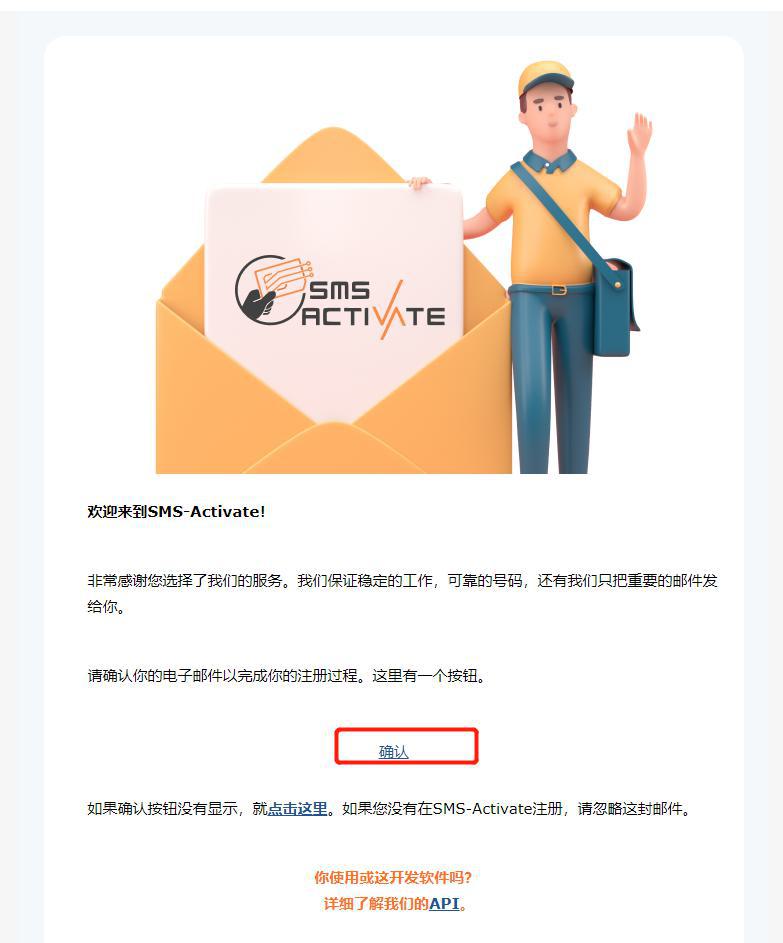 SMS
ACTIVATE
欢迎来到SMS-Activate!
非常感谢您选择了我们的服务。我们保证稳定的工作，可靠的号码，还有我们只把重要的邮件发
给你。
请确认你的电子邮件以完成你的注册过程。这里有一个按钮。
确认
如果确认按钮没有显示，就点击这里。如果您没有在SMS-Activate注册，请忽略这封邮件。
你使用或这开发软件吗?
详细了解我们的API。